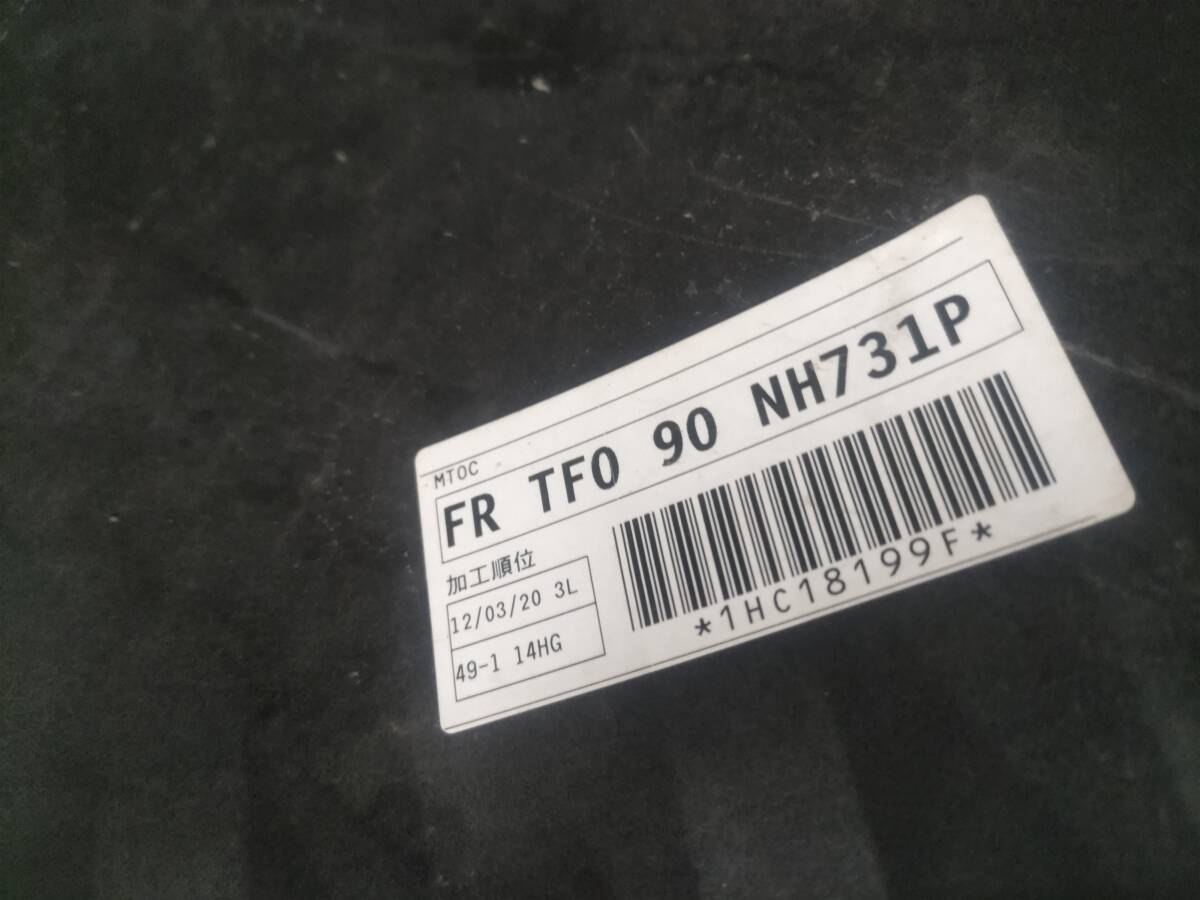 MTOC
FR TF0 90 NH731P
加工順位
12/03/20 3L
49-1 14HG
*1HC18199F*